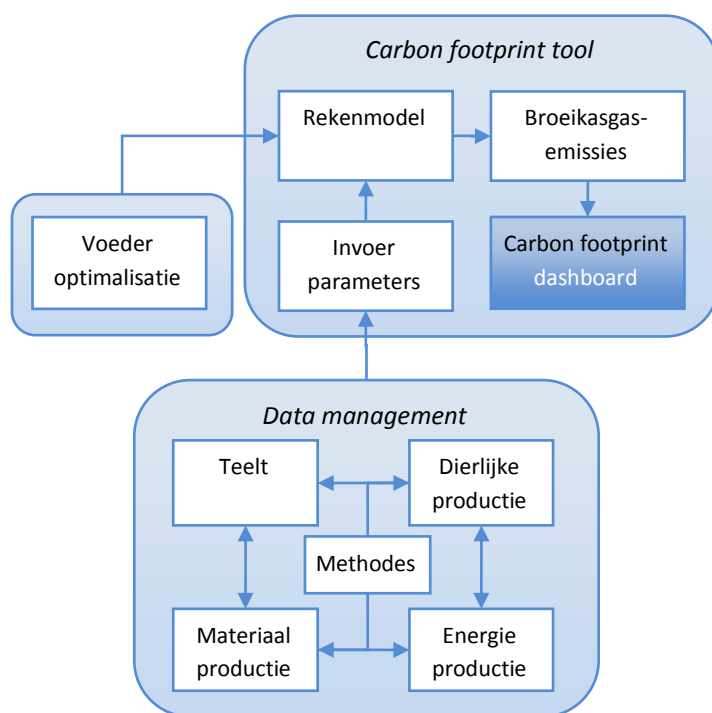 Carbon footprint tool
Rekenmodel
Broeikasgas-
emissies
Voeder
optimalisatie
Invoer
parameters
Carbon footprint
dashboard
Data management
Teelt
Dierlijke
productie
Methodes
Materiaal
productie
Energie
productie